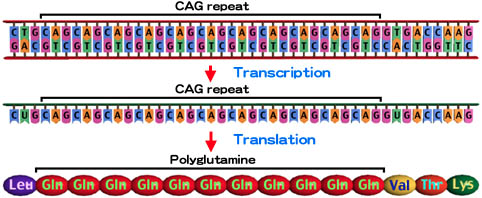 CAG repeat
CTGCAGCAGCAGCAGCAGCAGCAGCAGCAGCAGCAGGTGACCAAG
GACGTCGTCGTCGTCGTCGTCGTCGTCGTCGTCGTCCACTGGTTC
Transcription
CAG repeat
CUGCAGCAGCAGCAGCAGCAGCAGCAGCAGCAGCAGGUGACCAAG
Translation
Polyglutamine
Leu Gln Gln Gln Gln Gln Gln Gln Gln Gln Gln Gln Val Thr Lys